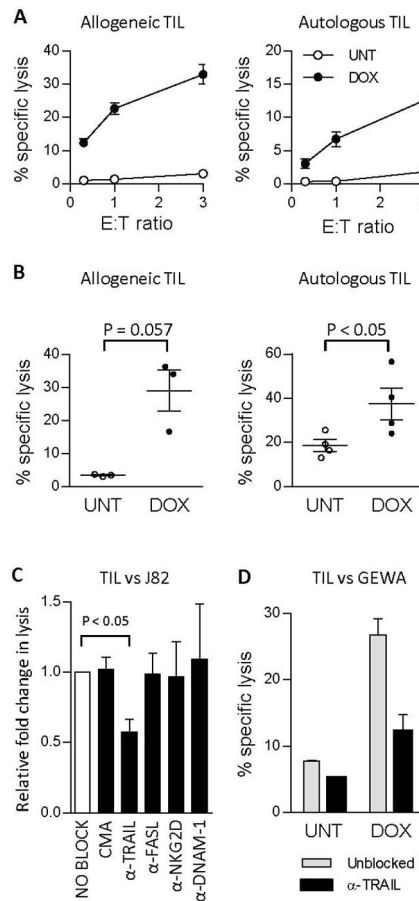 A
Allogeneic TIL
Autologous TIL
% specific lysis
40
30
20
10
0
0
1
2
3
E:T ratio
% specific lysis
20
15
10
5
0
0
1
2
E:T ratio
UNT
DOX
B
Allogeneic TIL
Autologous TIL
P = 0.057
P < 0.05
% specific lysis
40
30
20
10
0
UNT
DOX
% specific lysis
60
40
20
0
UNT
DOX
C
TIL vs J82
P < 0.05
Relative fold change in lysis
1.5
1.0
0.5
0.0
NO BLOCK
CMA
α-TRAIL
α-FASL
α-NKG2D
α-DNAM-1
D
TIL vs GEWA
% specific lysis
30
20
10
0
UNT
DOX
Unblocked
α-TRAIL